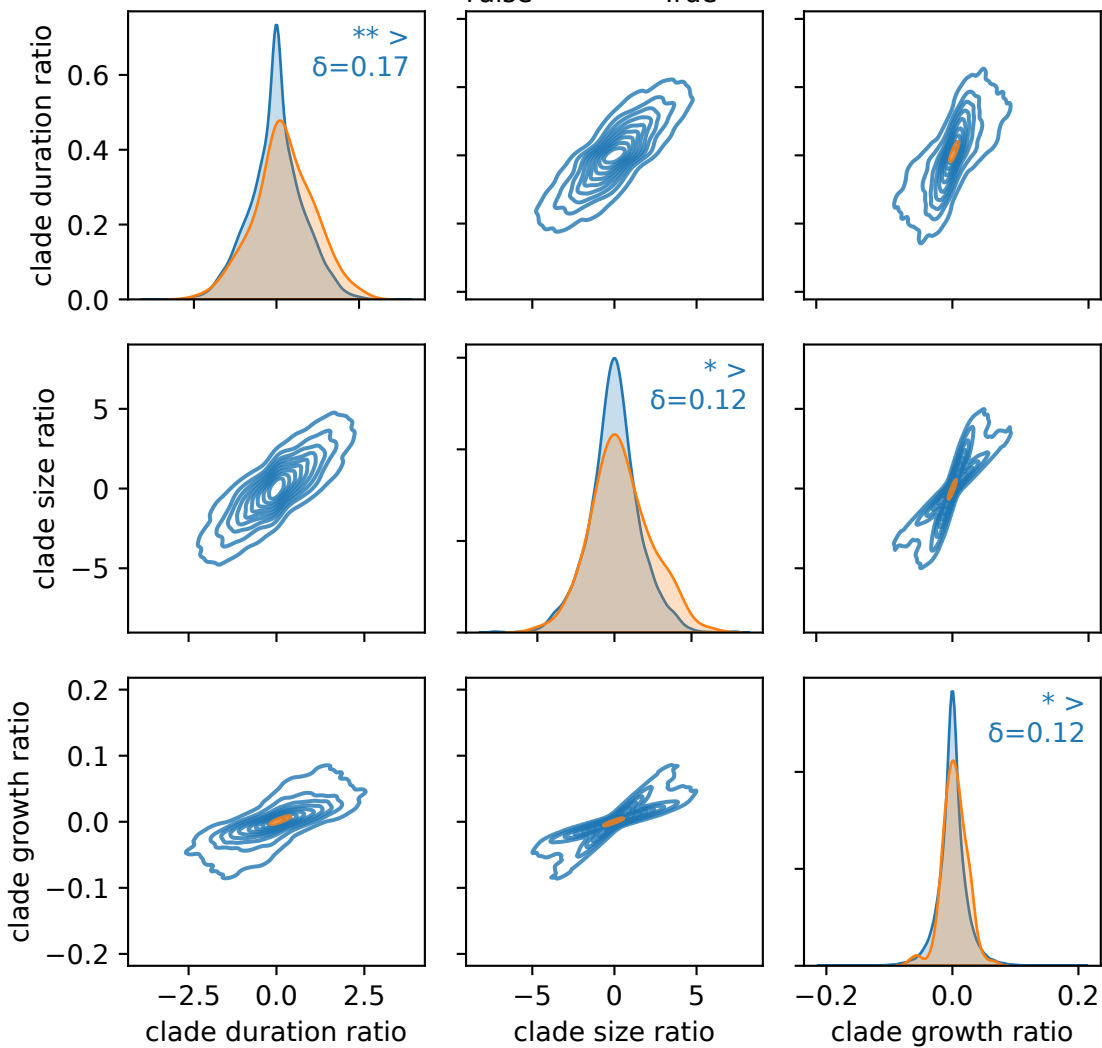 False True
clade duration ratio
0.6
0.4
0.2
0.0
** >
δ=0.17
clade size ratio
5
0
−5
* >
δ=0.12
clade growth ratio
0.2
0.1
0.0
−0.1
−0.2
* >
δ=0.12
−2.5 0.0 2.5
−5 0 5
−0.2 0.0 0.2
clade duration ratio
clade size ratio
clade growth ratio